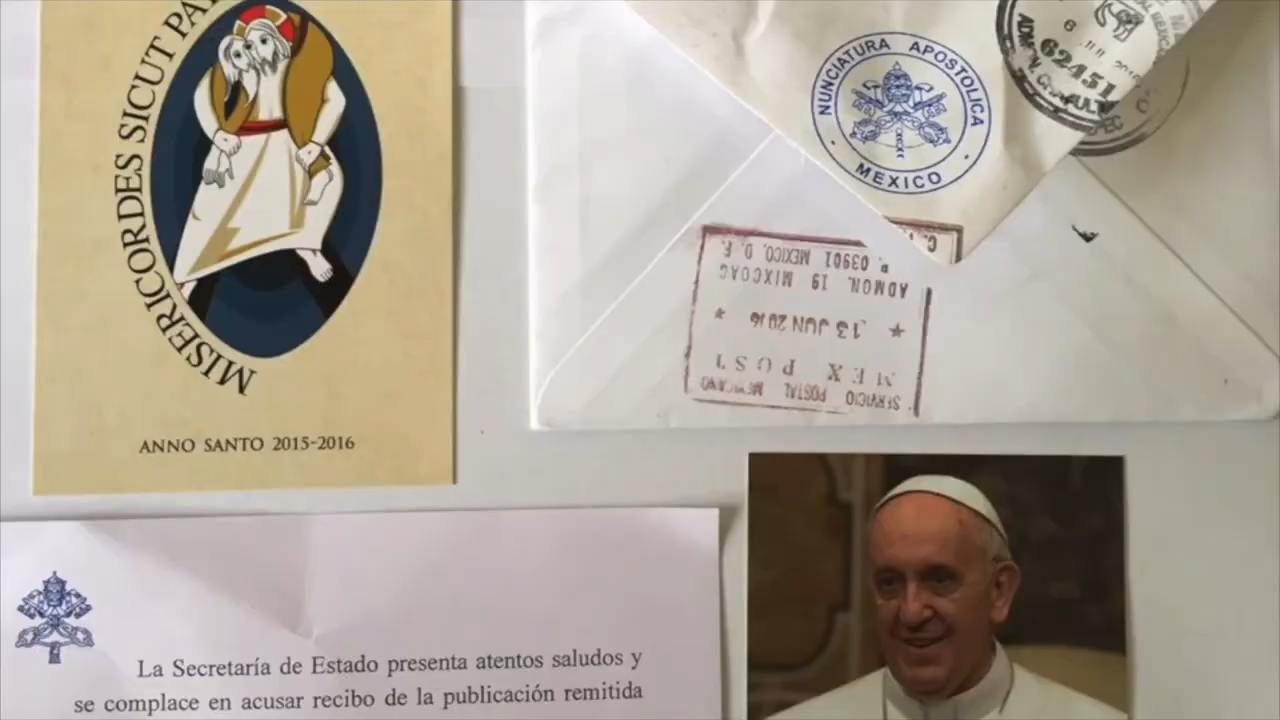 MISERICORDES SICUT PA
ANNO SANTO 2015-2016
NUNCIATURA APOSTOLICA
· MEXICO ·
62451
SERVICIO POSTAL MEXICANO
MEX POST
★ 13 JUN 2016 ★
ADMON. 19 MIXCOAC
P. 03901 MEXICO, D. F.
La Secretaría de Estado presenta atentos saludos y
se complace en acusar recibo de la publicación remitida